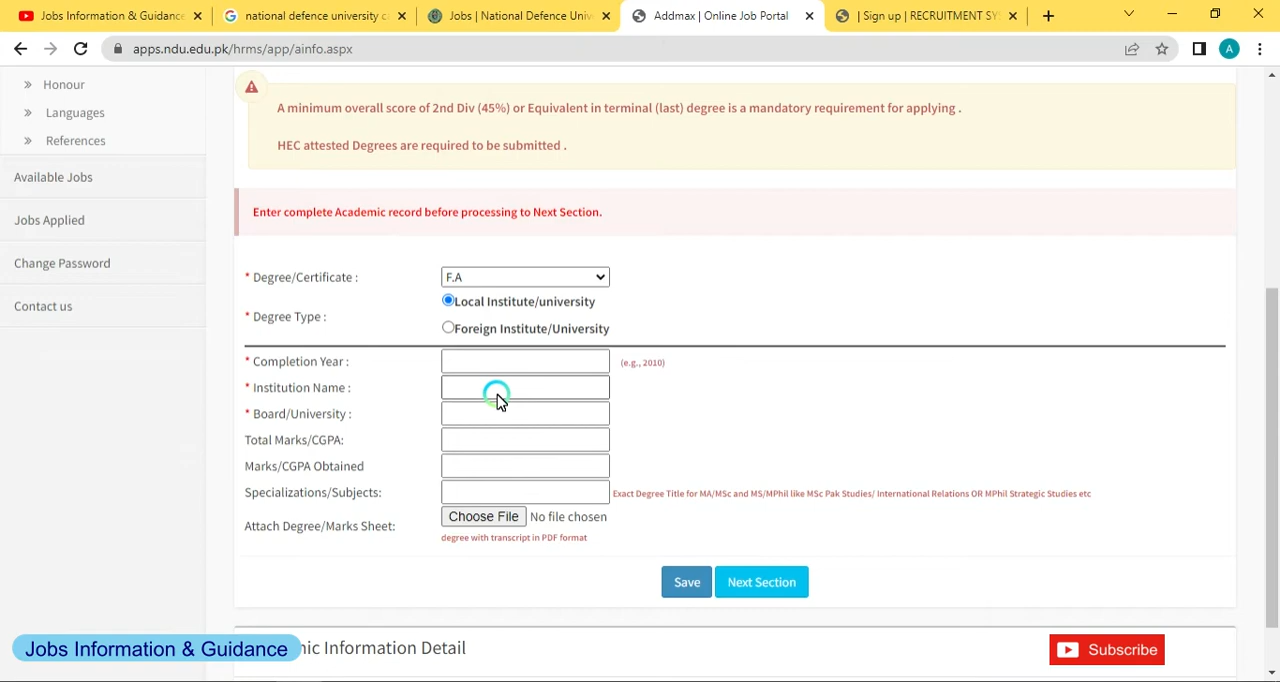 Jobs Information & Guidance
national defence university ca
Jobs | National Defence Univ
Addmax | Online Job Portal
| Sign up | RECRUITMENT SYS
apps.ndu.edu.pk/hrms/app/ainfo.aspx
A
» Honour
» Languages
» References
Available Jobs
Jobs Applied
Change Password
Contact us
A minimum overall score of 2nd Div (45%) or Equivalent in terminal (last) degree is a mandatory requirement for applying .
HEC attested Degrees are required to be submitted .
Enter complete Academic record before processing to Next Section.
* Degree/Certificate : F.A
Local Institute/university
* Degree Type :
Foreign Institute/University
* Completion Year : (e.g., 2010)
* Institution Name :
* Board/University :
Total Marks/CGPA:
Marks/CGPA Obtained
Specializations/Subjects: Exact Degree Title for MA/MSc and MS/MPhil like MSc Pak Studies/ International Relations OR MPhil Strategic Studies etc
Attach Degree/Marks Sheet: Choose File No file chosen
degree with transcript in PDF format
Save Next Section
Jobs Information & Guidance
nic Information Detail
Subscribe